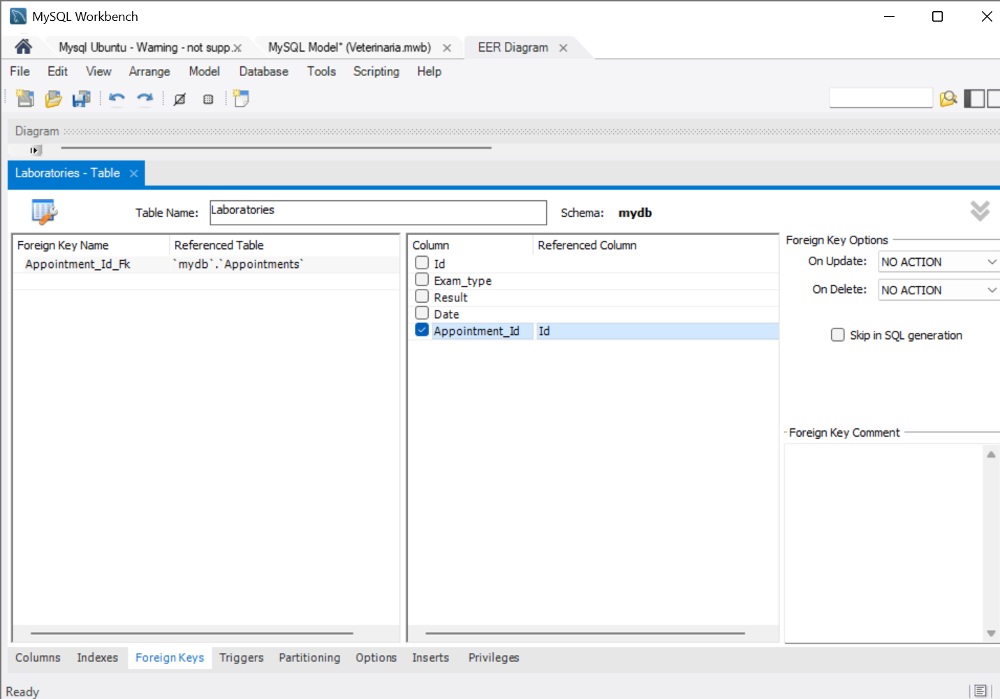 MySQL Workbench
Mysql Ubuntu - Warning - not supp.
MySQL Model* (Veterinaria.mwb)
EER Diagram
File Edit View Arrange Model Database Tools Scripting Help
Diagram
Laboratories - Table
Table Name: Laboratories Schema: mydb
Foreign Key Name Referenced Table
Appointment_Id_Fk `mydb`.`Appointments`
Column Referenced Column
Id
Exam_type
Result
Date
Appointment_Id Id
Foreign Key Options
On Update: NO ACTION
On Delete: NO ACTION
Skip in SQL generation
Foreign Key Comment
Columns Indexes Foreign Keys Triggers Partitioning Options Inserts Privileges
Ready